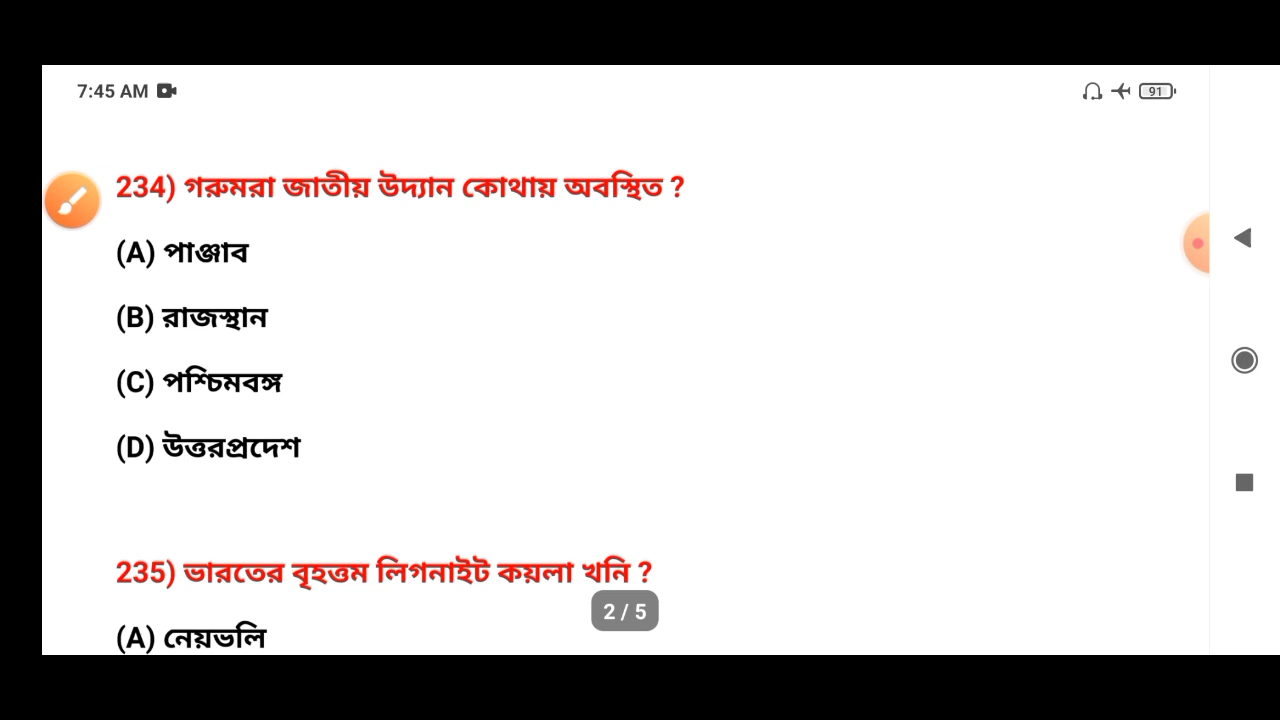 7:45 AM
91
234) গরুমরা জাতীয় উদ্যান কোথায় অবস্থিত ?
(A) পাঞ্জাব
(B) রাজস্থান
(C) পশ্চিমবঙ্গ
(D) উত্তরপ্রদেশ
235) ভারতের বৃহত্তম লিগনাইট কয়লা খনি ?
2 / 5
(A) নেয়ভলি